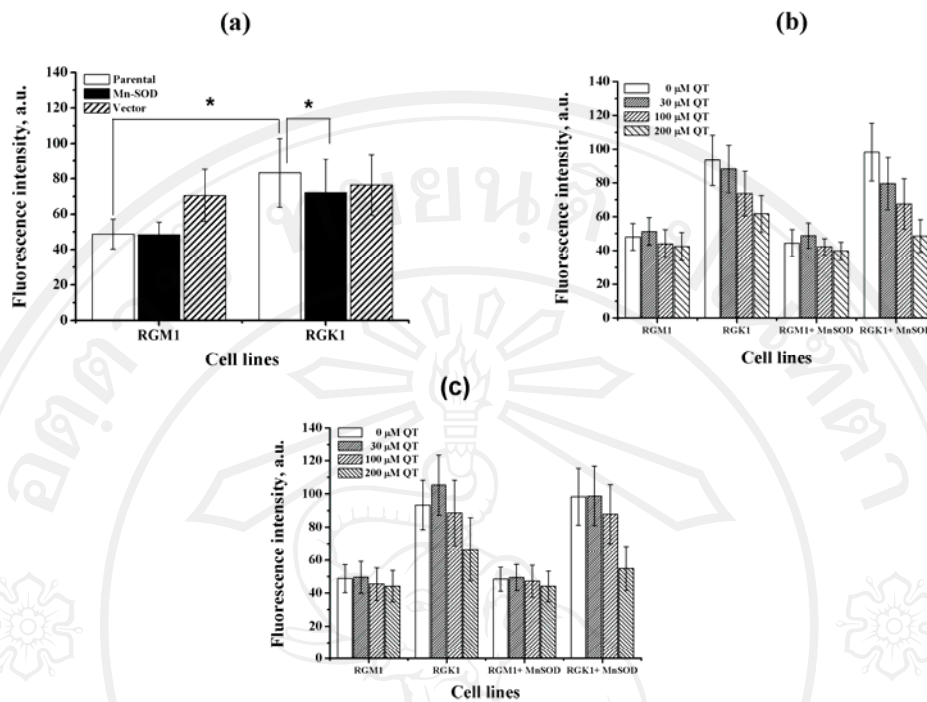 (a)
Fluorescence intensity, a.u.
140
120
100
80
60
40
20
0
Parental
Mn-SOD
Vector
*
*
RGM1
RGK1
Cell lines
(b)
Fluorescence intensity, a.u.
140
120
100
80
60
40
20
0
0 μM QT
30 μM QT
100 μM QT
200 μM QT
RGM1
RGK1
RGM1+ MnSOD
RGK1+ MnSOD
Cell lines
(c)
Fluorescence intensity, a.u.
140
120
100
80
60
40
20
0
0 μM QT
30 μM QT
100 μM QT
200 μM QT
RGM1
RGK1
RGM1+ MnSOD
RGK1+ MnSOD
Cell lines